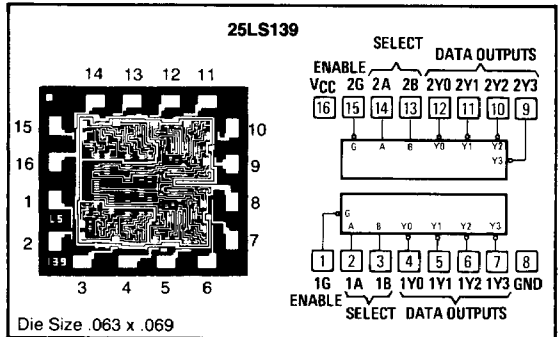 25LS139
14 13 12 11
15
16
1
2
10
9
8
7
L5
139
3 4 5 6
Die Size .063 x .069
SELECT
ENABLE DATA OUTPUTS
VCC 2G 2A 2B 2Y0 2Y1 2Y2 2Y3
16 15 14 13 12 11 10 9
G A B Y0 Y1 Y2 Y3
G A B Y0 Y1 Y2 Y3
1 2 3 4 5 6 7 8
1G 1A 1B 1Y0 1Y1 1Y2 1Y3 GND
ENABLE
SELECT DATA OUTPUTS